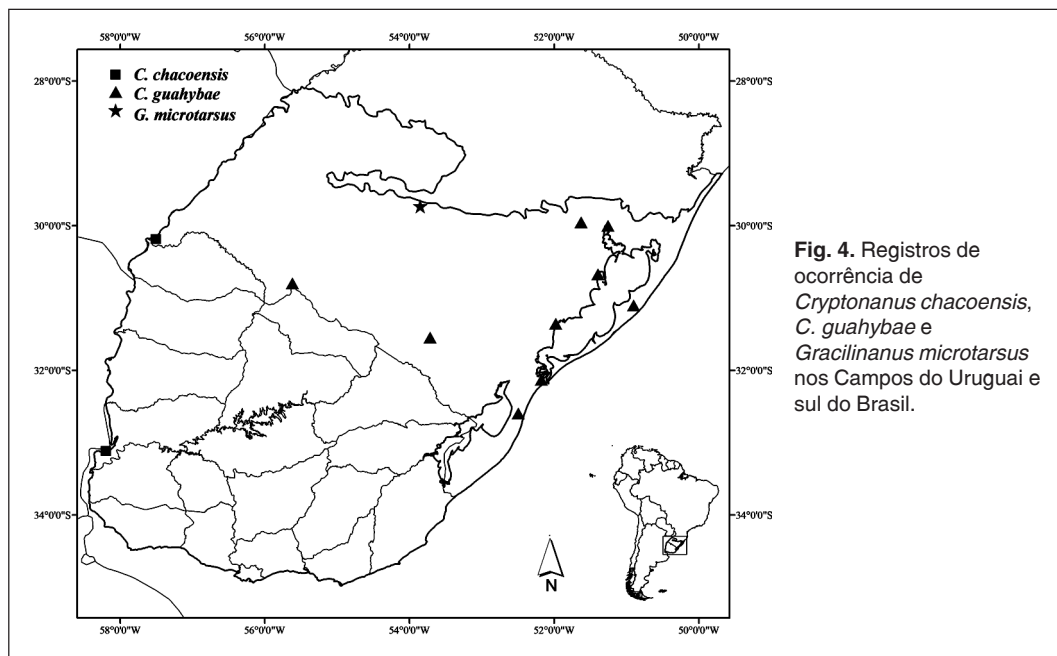 58°0'0"W 56°0'0"W 54°0'0"W 52°0'0"W 50°0'0"W
C. chacoensis
C. guahybae
G. microtarsus
28°0'0"S 28°0'0"S
30°0'0"S 30°0'0"S
32°0'0"S 32°0'0"S
34°0'0"S 34°0'0"S
N
58°0'0"W 56°0'0"W 54°0'0"W 52°0'0"W 50°0'0"W
Fig. 4. Registros de
ocorrência de
Cryptonanus chacoensis,
C. guahybae e
Gracilinanus microtarsus
nos Campos do Uruguai e
sul do Brasil.